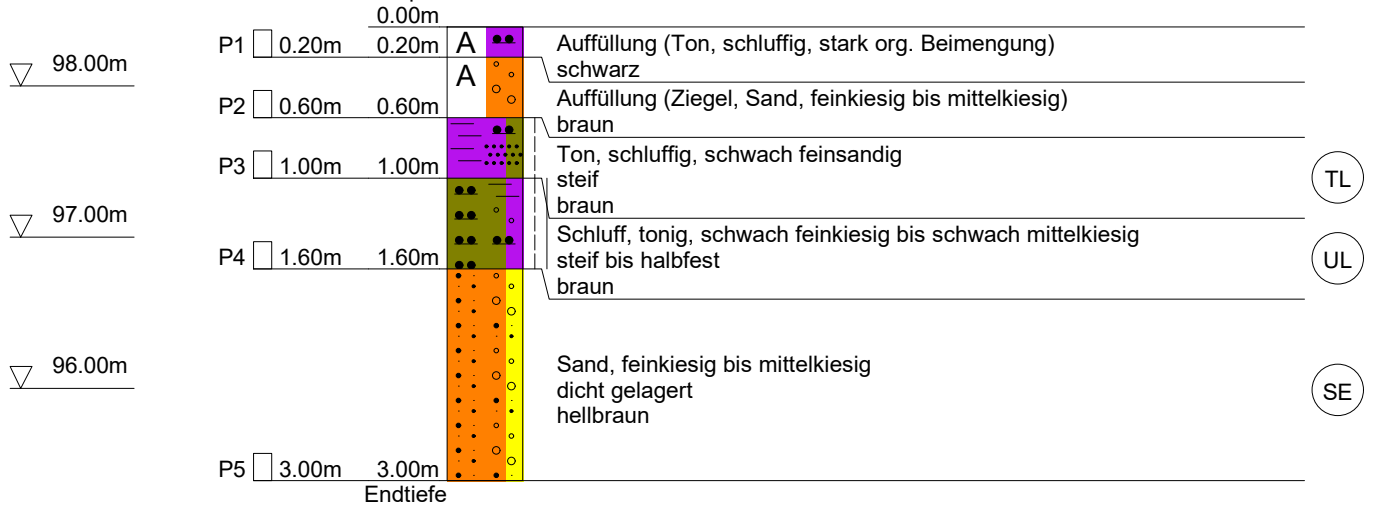 0.00m
P1 0.20m 0.20m A Auffüllung (Ton, schluffig, stark org. Beimengung)
98.00m schwarz
A
P2 0.60m 0.60m Auffüllung (Ziegel, Sand, feinkiesig bis mittelkiesig)
braun
Ton, schluffig, schwach feinsandig
P3 1.00m 1.00m steif TL
braun
97.00m
Schluff, tonig, schwach feinkiesig bis schwach mittelkiesig
P4 1.60m 1.60m steif bis halbfest UL
braun
96.00m Sand, feinkiesig bis mittelkiesig
dicht gelagert SE
hellbraun
P5 3.00m 3.00m
Endtiefe